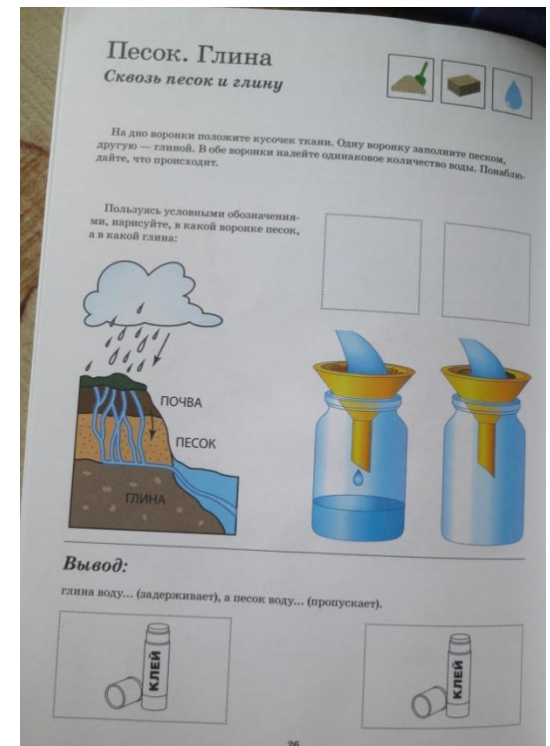 Песок. Глина
Сквозь песок и глину
На дно воронки положите кусочек ткани. Одну воронку заполните песком,
другую — глиной. В обе воронки налейте одинаковое количество воды. Понаблю-
дайте, что происходит.
Пользуясь условными обозначения-
ми, нарисуйте, в какой воронке песок,
а в какой глина:
ПОЧВА
ПЕСОК
ГЛИНА
Вывод:
глина воду... (задерживает), а песок воду... (пропускает).
КЛЕЙ
КЛЕЙ
26